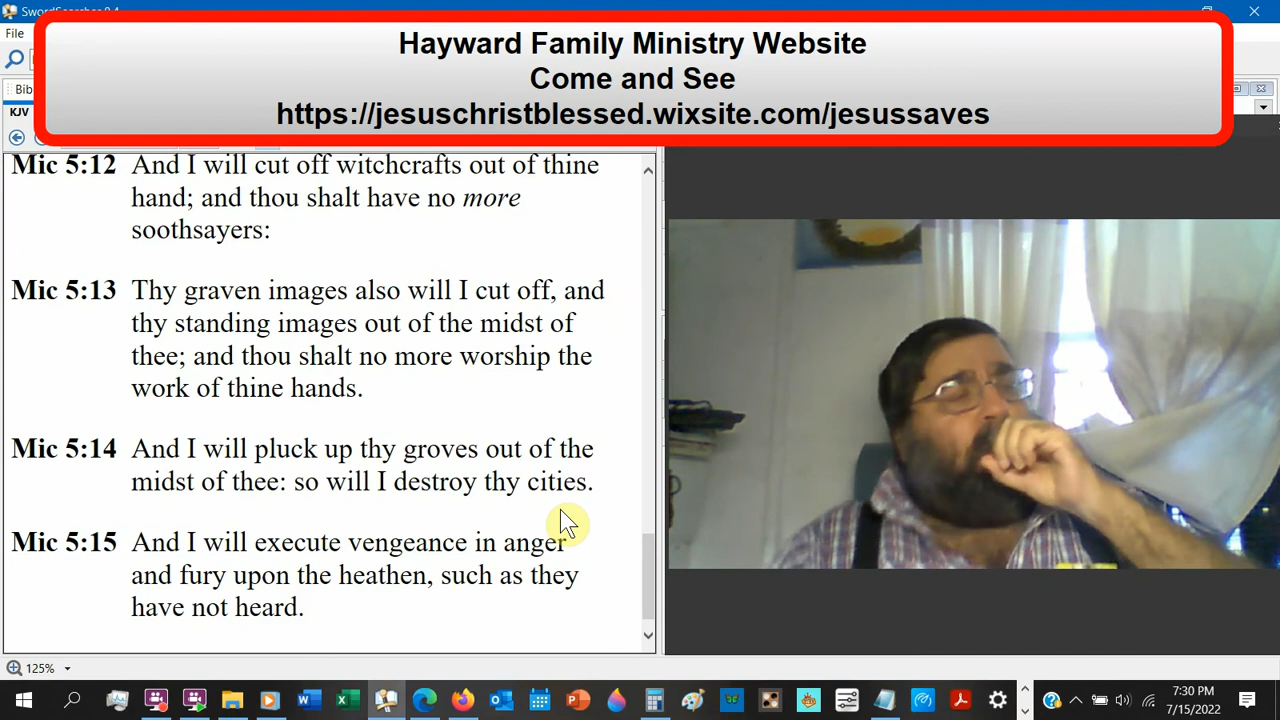 SwordSearcher 8.4
File
Hayward Family Ministry Website
Come and See
https://jesuschristblessed.wixsite.com/jesussaves
Bib
KJV
Mic 5:12 And I will cut off witchcrafts out of thine
hand; and thou shalt have no more
soothsayers:
Mic 5:13 Thy graven images also will I cut off, and
thy standing images out of the midst of
thee; and thou shalt no more worship the
work of thine hands.
Mic 5:14 And I will pluck up thy groves out of the
midst of thee: so will I destroy thy cities.
Mic 5:15 And I will execute vengeance in anger
and fury upon the heathen, such as they
have not heard.
125%
7:30 PM
7/15/2022